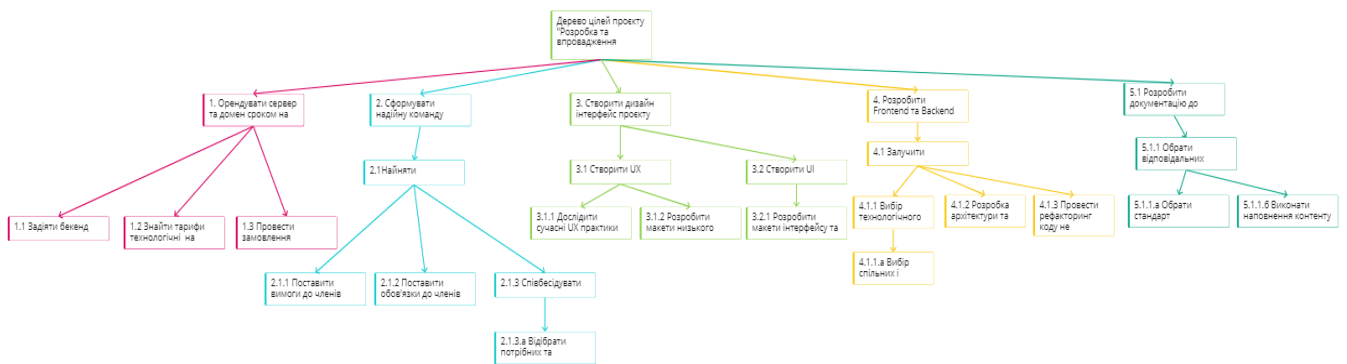 Дерево цілей проєкту
"Розробка та
впровадження
1. Орендувати сервер
та домен сроком на
2. Сформувати
надійну команду
3. Створити дизайн
інтерфейс проєкту
4. Розробити
Frontend та Backend
5.1 Розробити
документацію до
2.1Найняти
3.1 Створити UX
3.2 Створити UI
4.1 Залучити
5.1.1 Обрати
відповідальних
1.1 Задіяти бекенд
1.2 Знайти тарифи
технологічні на
1.3 Провести
замовлення
3.1.1 Дослідити
сучасні UX практики
3.1.2 Розробити
макети низького
3.2.1 Розробити
макети інтерфейсу та
4.1.1 Вибір
технологічного
4.1.2 Розробка
архітектури та
4.1.3 Провести
рефакторинг
коду не
5.1.1.а Обрати
стандарт
5.1.1.б Виконати
наповнення контенту
2.1.1 Поставити
вимоги до членів
2.1.2 Поставити
обов'язки до членів
2.1.3 Співбесідувати
4.1.1.а Вибір
спільних і
2.1.3.а Відібрати
потрібних та